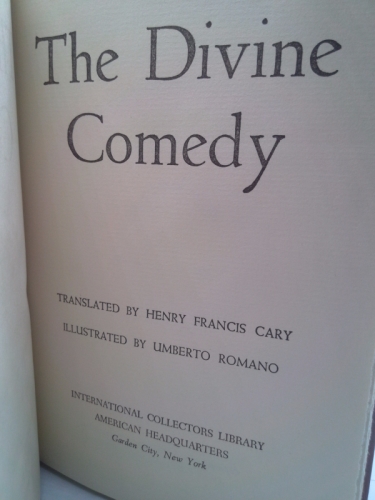 The Divine
Comedy
TRANSLATED BY HENRY FRANCIS CARY
ILLUSTRATED BY UMBERTO ROMANO
INTERNATIONAL COLLECTORS LIBRARY
AMERICAN HEADQUARTERS
Garden City, New York